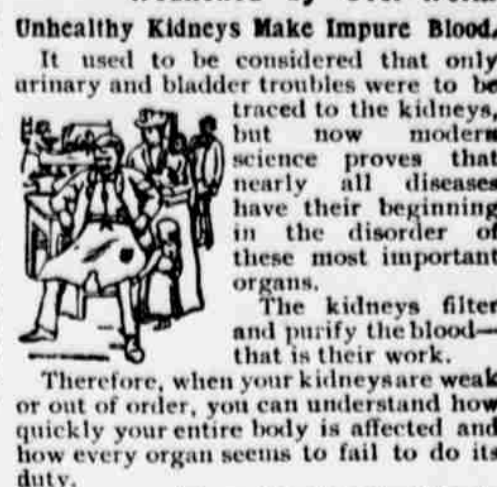 Unhealthy Kidneys Make Impure Blood.
It used to be considered that only
urinary and bladder troubles were to be
traced to the kidneys,
but now modern
science proves that
nearly all diseases
have their beginning
in the disorder of
these most important
organs.
The kidneys filter
and purify the blood—
that is their work.
Therefore, when your kidneys are weak
or out of order, you can understand how
quickly your entire body is affected and
how every organ seems to fail to do its
duty.